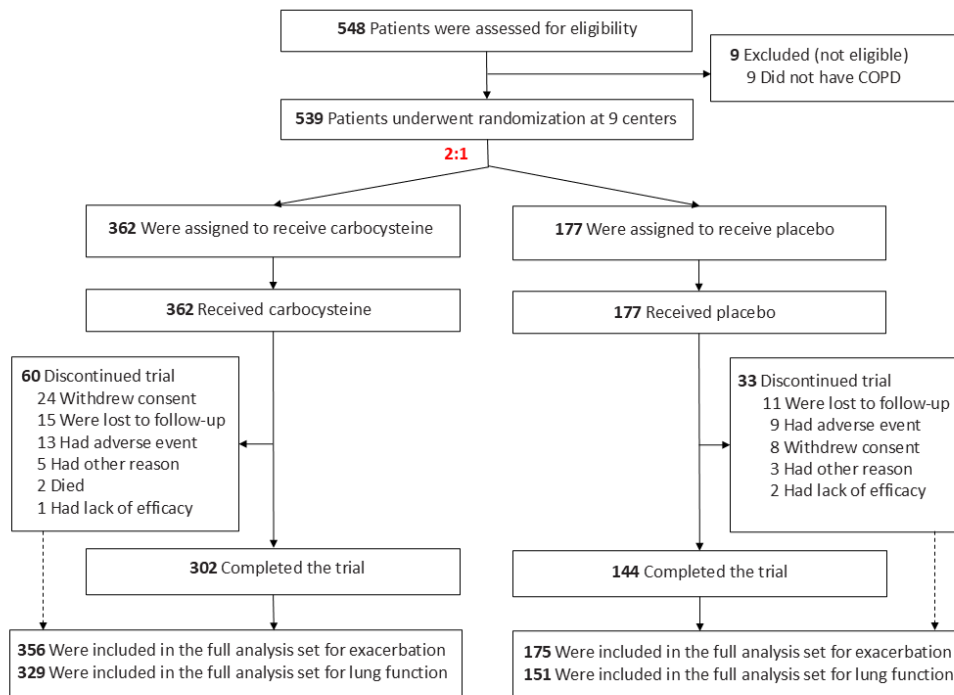 548 Patients were assessed for eligibility
9 Excluded (not eligible)
9 Did not have COPD
539 Patients underwent randomization at 9 centers
2:1
362 Were assigned to receive carbocysteine
177 Were assigned to receive placebo
362 Received carbocysteine
177 Received placebo
60 Discontinued trial
24 Withdrew consent
15 Were lost to follow-up
13 Had adverse event
5 Had other reason
2 Died
1 Had lack of efficacy
33 Discontinued trial
11 Were lost to follow-up
9 Had adverse event
8 Withdrew consent
3 Had other reason
2 Had lack of efficacy
302 Completed the trial
144 Completed the trial
356 Were included in the full analysis set for exacerbation
329 Were included in the full analysis set for lung function
175 Were included in the full analysis set for exacerbation
151 Were included in the full analysis set for lung function